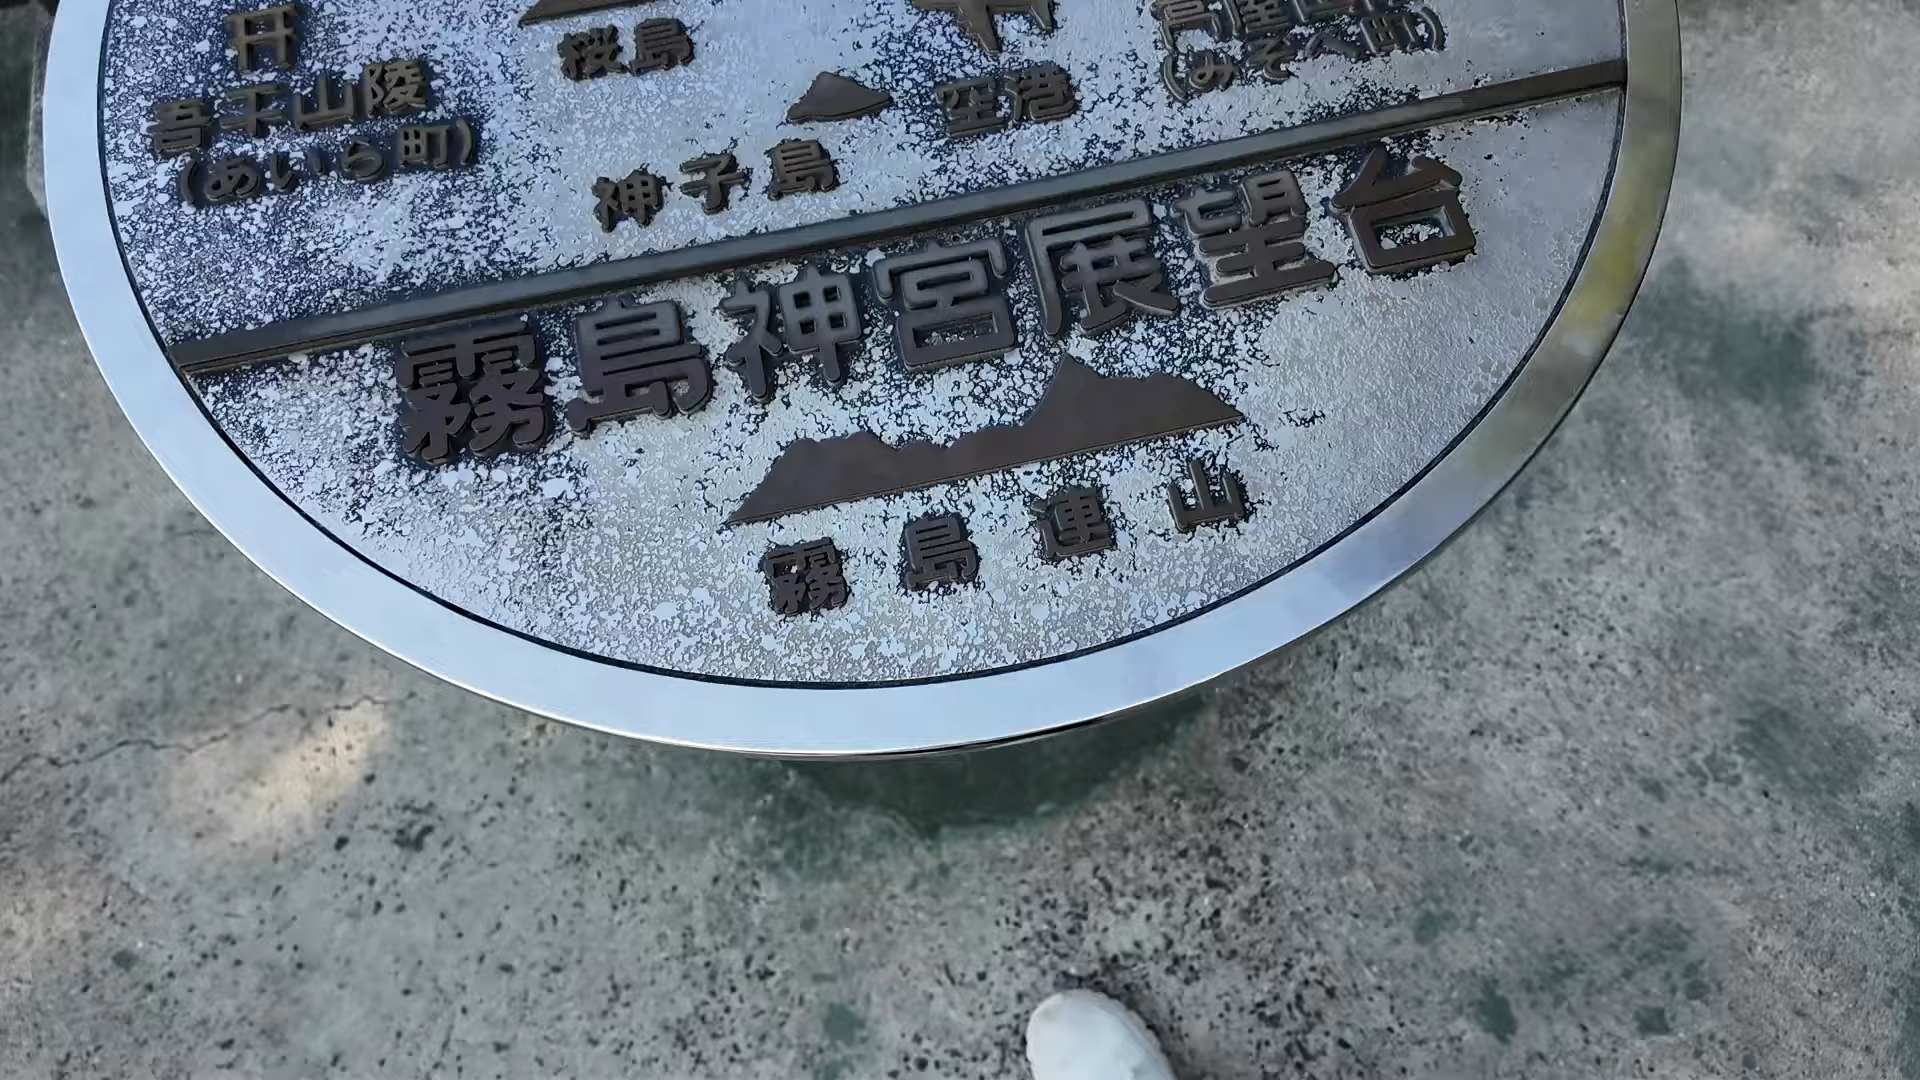 桜島
吾平山陵
(あいら町)
空港
(みぞべ町)
神子島
霧島神宮展望台
霧島連山